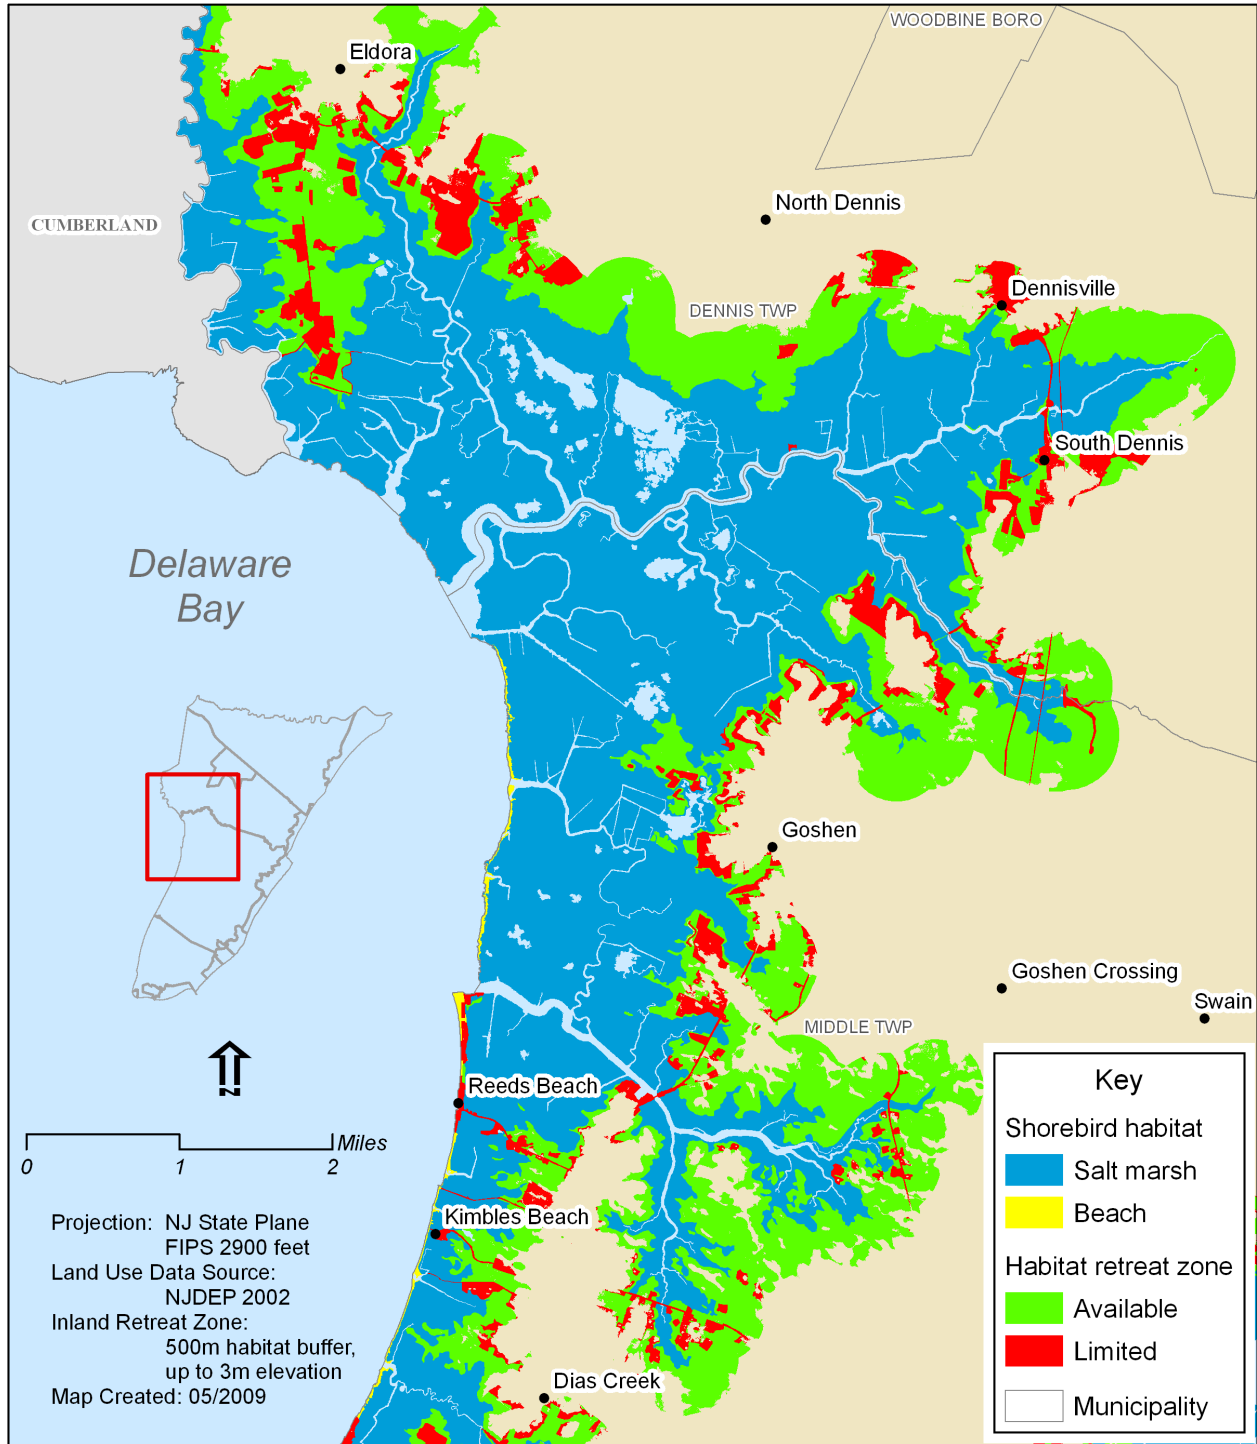 WOODBINE BORO
Eldora
North Dennis
CUMBERLAND
Dennisville
DENNIS TWP
South Dennis
Delaware
Bay
Goshen
Goshen Crossing
Swain
MIDDLE TWP
N
Reeds Beach
Miles
0 1 2
Kimbles Beach
Projection: NJ State Plane
FIPS 2900 feet
Land Use Data Source:
NJDEP 2002
Inland Retreat Zone:
500m habitat buffer,
up to 3m elevation
Map Created: 05/2009
Dias Creek
Key
Shorebird habitat
Salt marsh
Beach
Habitat retreat zone
Available
Limited
Municipality